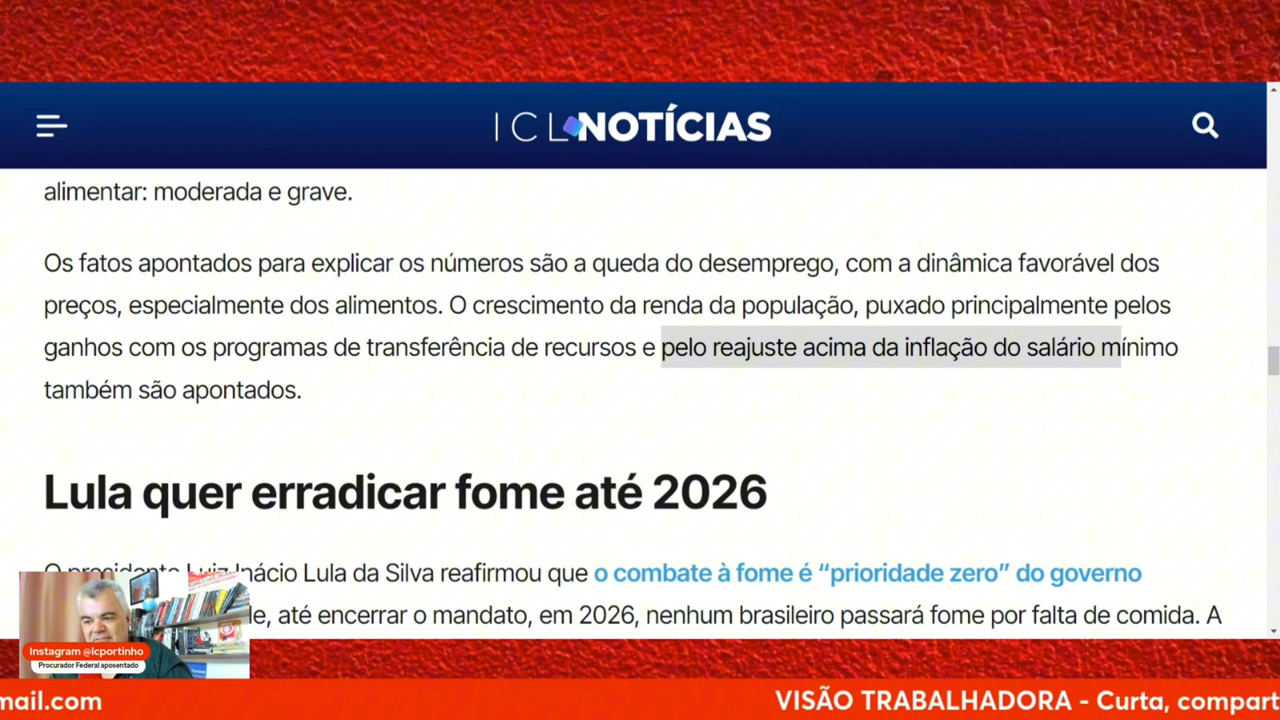 ICL NOTÍCIAS
alimentar: moderada e grave.
Os fatos apontados para explicar os números são a queda do desemprego, com a dinâmica favorável dos
preços, especialmente dos alimentos. O crescimento da renda da população, puxado principalmente pelos
ganhos com os programas de transferência de recursos e pelo reajuste acima da inflação do salário mínimo
também são apontados.
Lula quer erradicar fome até 2026
O presidente Luiz Inácio Lula da Silva reafirmou que o combate à fome é “prioridade zero” do governo
até encerrar o mandato, em 2026, nenhum brasileiro passará fome por falta de comida. A
Instagram @lcportinho
Procurador Federal aposentado
mail.com
VISÃO TRABALHADORA - Curta, compart